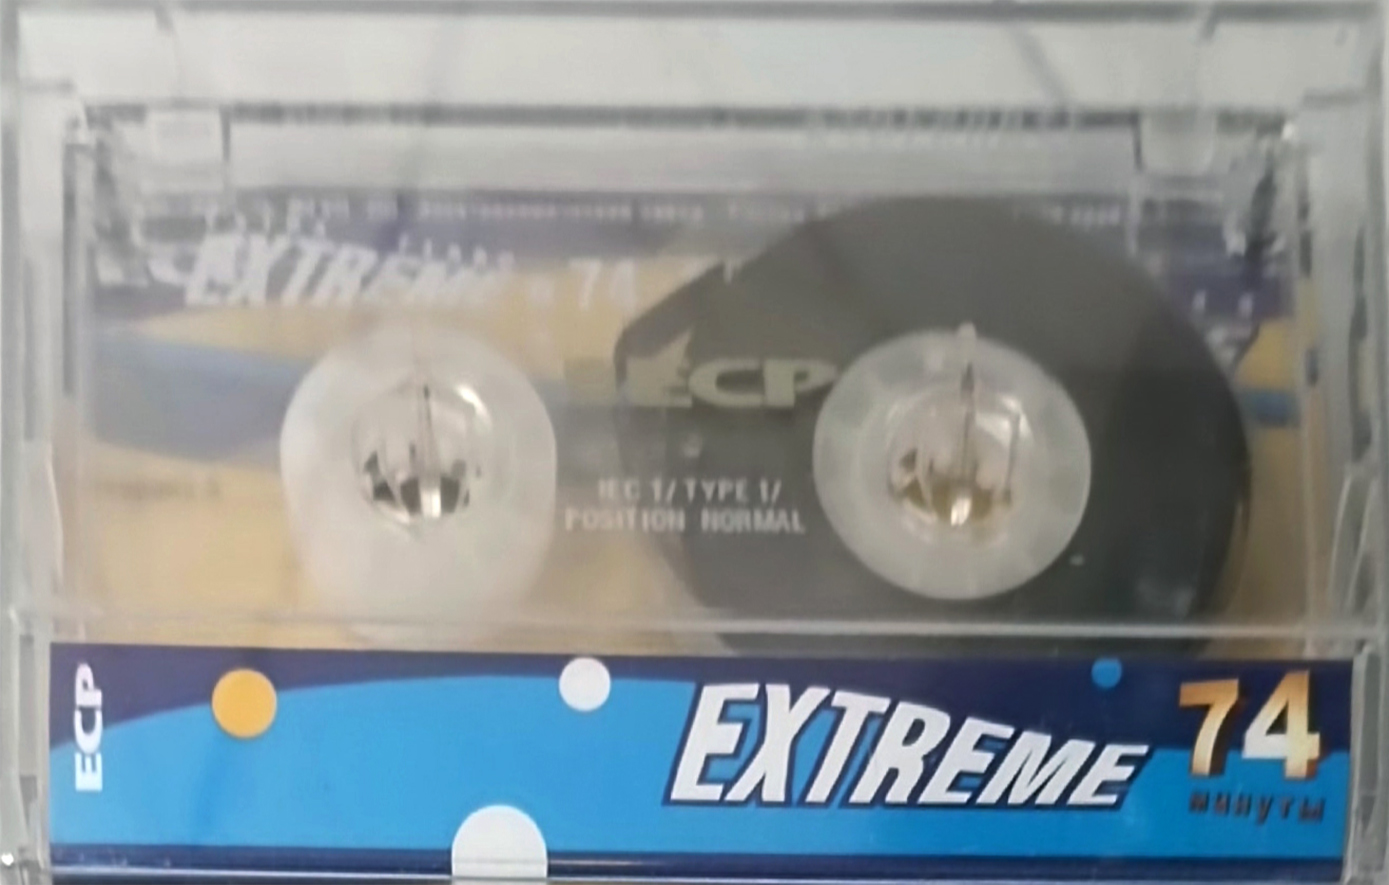 EXTREME 74
ECP
IEC 1/TYPE 1/
POSITION NORMAL
ECP
EXTREME
74
минуты